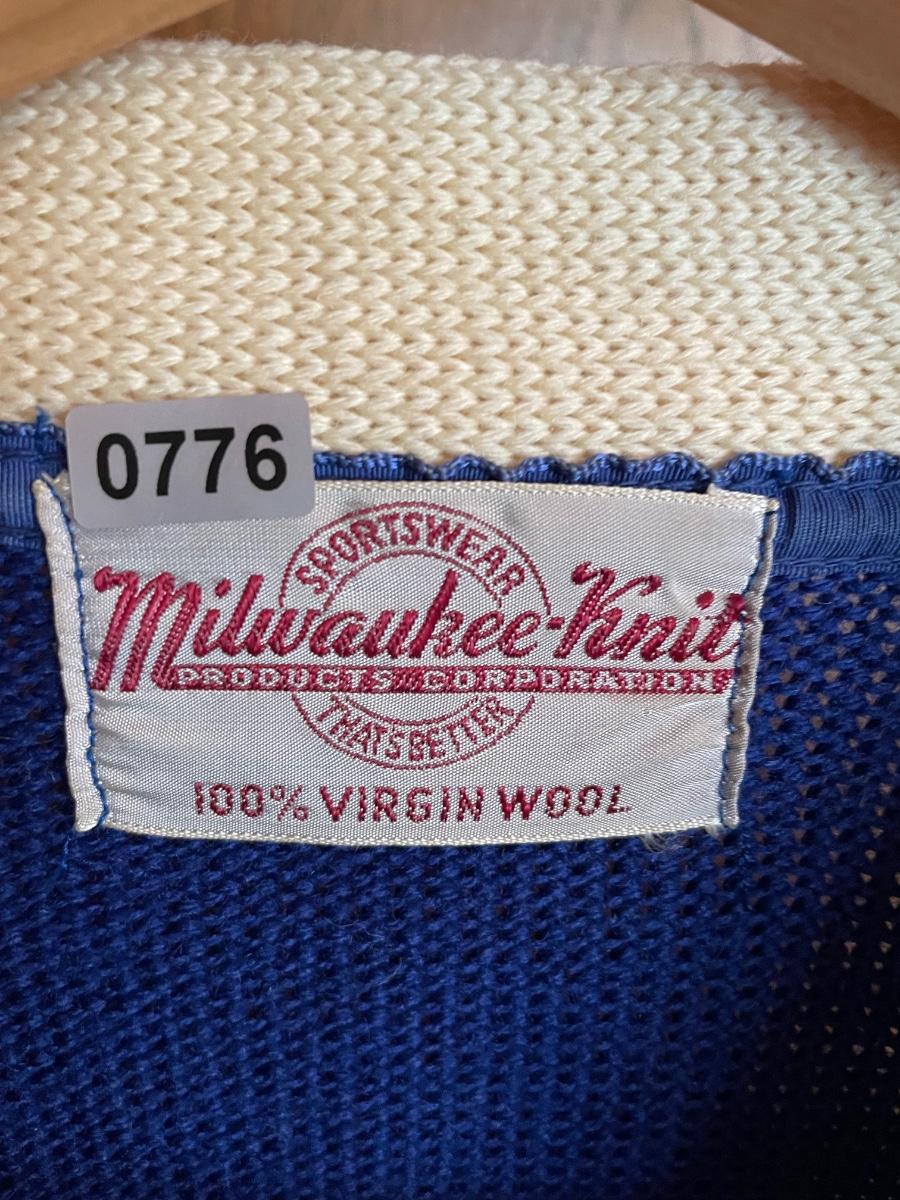 0776
SPORTSWEAR
Milwaukee-Knit
PRODUCTS CORPORATION
THATS BETTER
100% VIRGIN WOOL